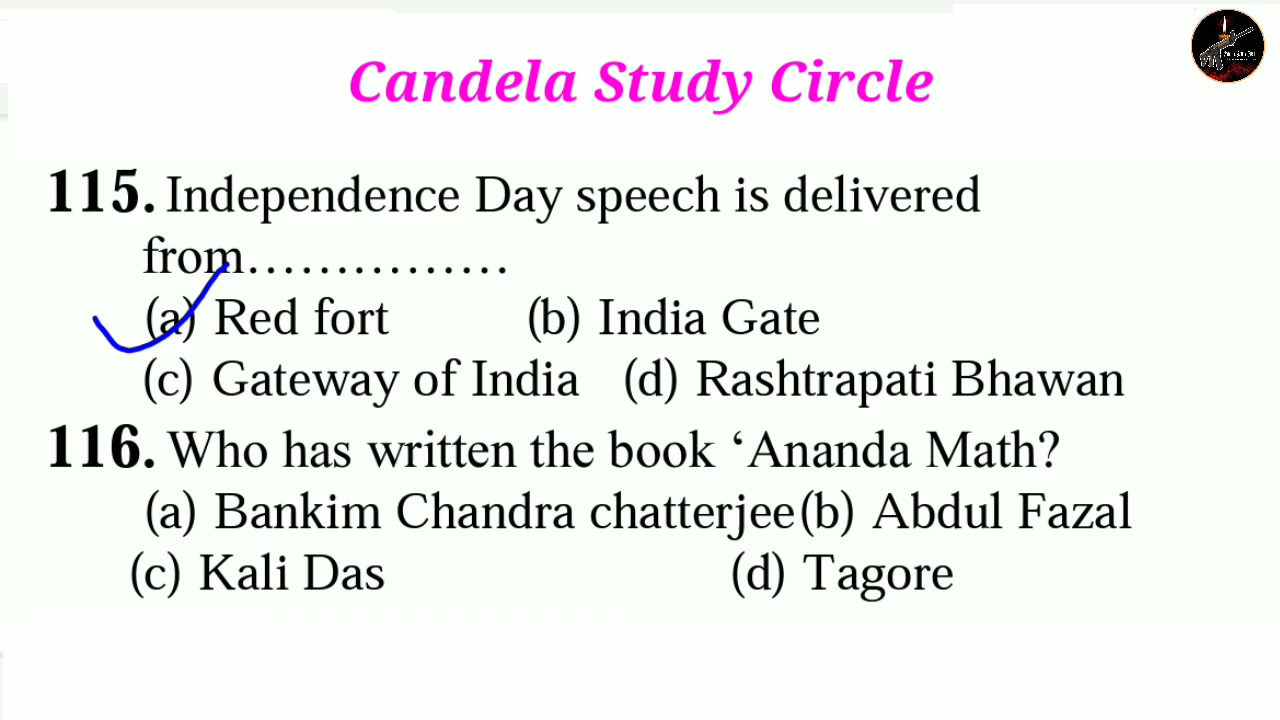 Candela Study Circle
115. Independence Day speech is delivered
from...............
(a) Red fort (b) India Gate
(c) Gateway of India (d) Rashtrapati Bhawan
116. Who has written the book ‘Ananda Math?
(a) Bankim Chandra chatterjee(b) Abdul Fazal
(c) Kali Das (d) Tagore